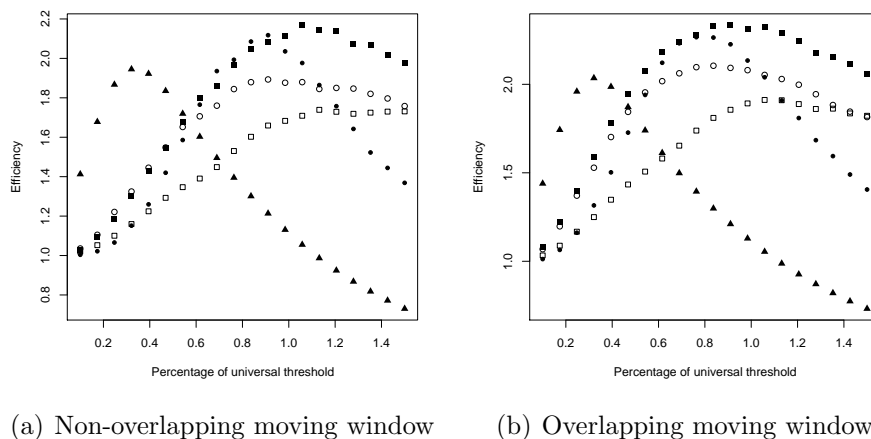 2.2
2.0
1.8
1.6
1.4
1.2
1.0
0.8
Efficiency
0.2 0.4 0.6 0.8 1.0 1.2 1.4
Percentage of universal threshold
(a) Non-overlapping moving window
2.0
1.5
1.0
Efficiency
0.2 0.4 0.6 0.8 1.0 1.2 1.4
Percentage of universal threshold
(b) Overlapping moving window